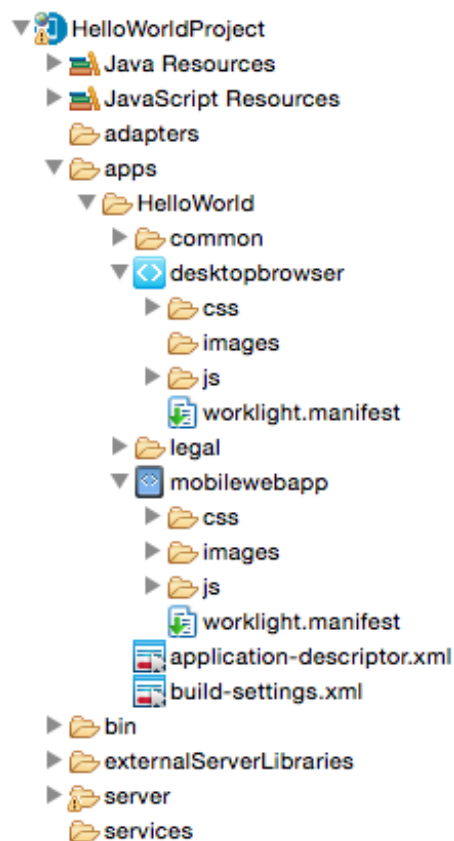 HelloWorldProject
Java Resources
JavaScript Resources
adapters
apps
HelloWorld
common
desktopbrowser
css
images
js
worklight.manifest
legal
mobilewebapp
css
images
js
worklight.manifest
application-descriptor.xml
build-settings.xml
bin
externalServerLibraries
server
services